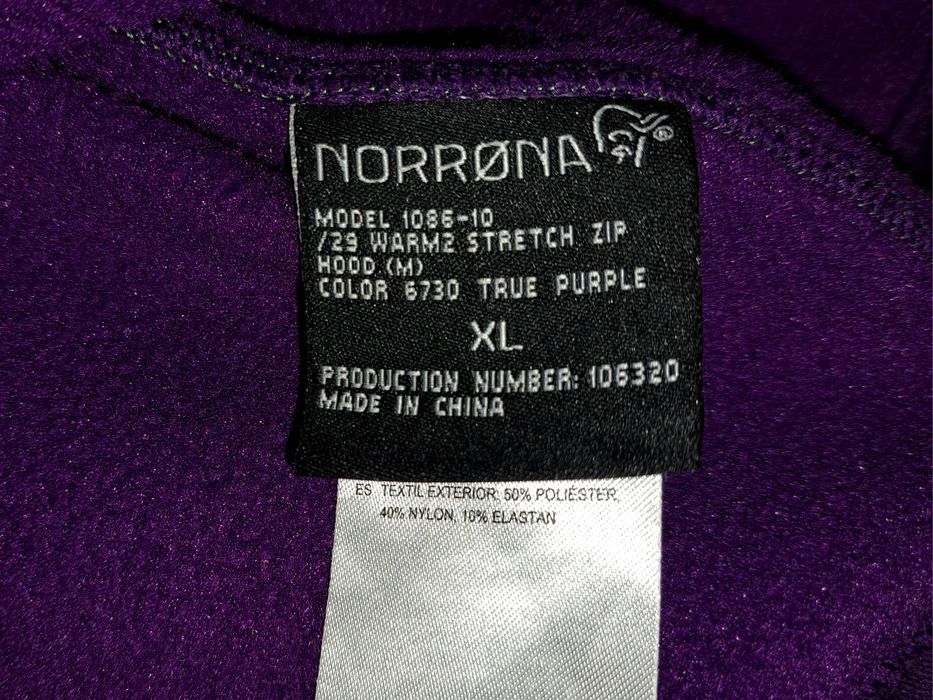 NORRØNA ®
MODEL 1086-10
/29 WARM2 STRETCH ZIP
HOOD (M)
COLOR 6730 TRUE PURPLE
XL
PRODUCTION NUMBER: 106320
MADE IN CHINA
ES TEXTIL EXTERIOR: 50% POLIÉSTER,
40% NYLON, 10% ELASTAN